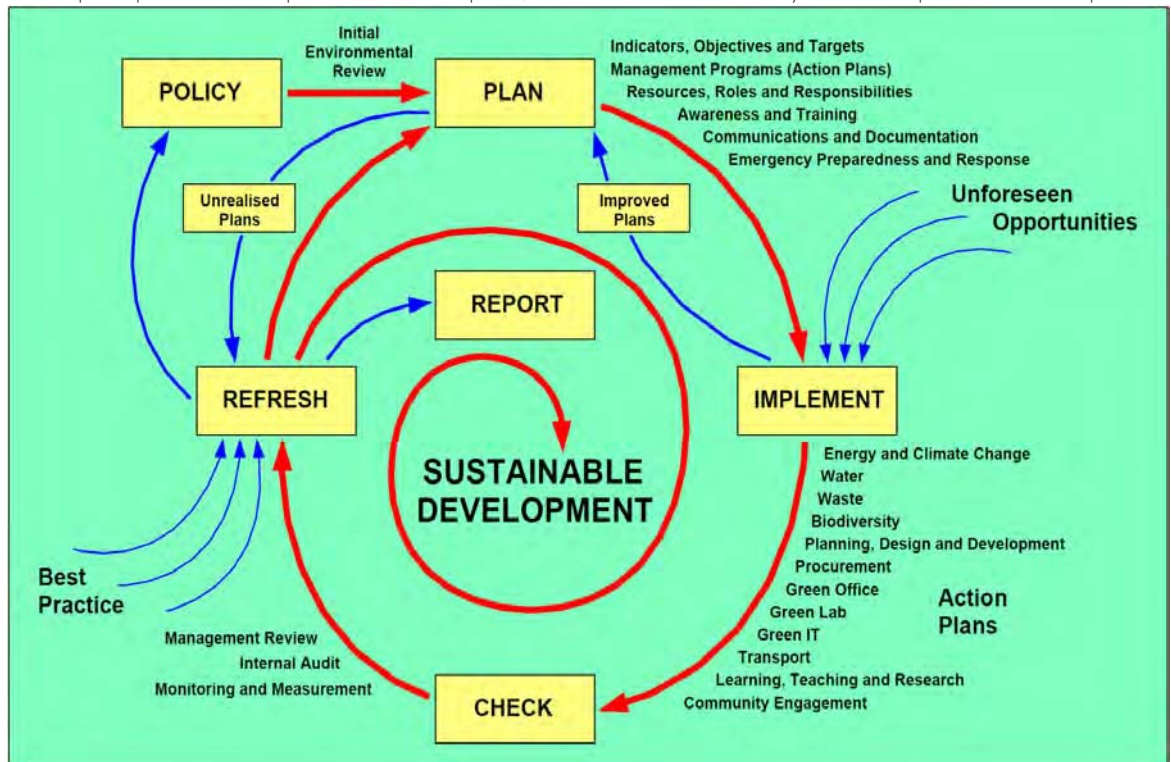 Initial
Environmental
Review
POLICY
PLAN
Indicators, Objectives and Targets
Management Programs (Action Plans)
Resources, Roles and Responsibilities
Awareness and Training
Communications and Documentation
Emergency Preparedness and Response
Unrealised
Plans
Improved
Plans
Unforeseen
Opportunities
REPORT
REFRESH
IMPLEMENT
SUSTAINABLE
DEVELOPMENT
Energy and Climate Change
Water
Waste
Biodiversity
Planning, Design and Development
Procurement
Green Office
Green Lab
Green IT
Transport
Learning, Teaching and Research
Community Engagement
Action
Plans
Best
Practice
Management Review
Internal Audit
Monitoring and Measurement
CHECK